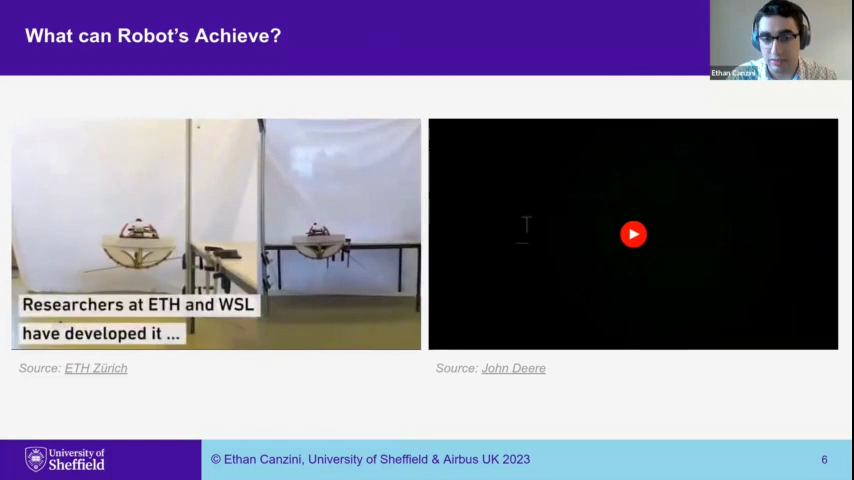 What can Robot's Achieve?
Ethan Canzini
Researchers at ETH and WSL
have developed it ...
T
Source: ETH Zürich
Source: John Deere
University of
Sheffield
© Ethan Canzini, University of Sheffield & Airbus UK 2023
6